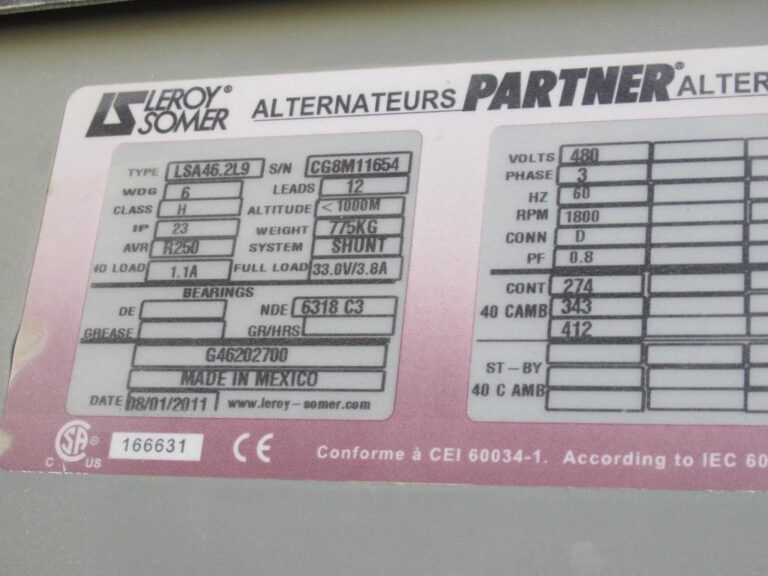 LS LEROY® SOMER ALTERNATEURS PARTNER® ALTER
TYPE LSA46.2L9 S/N CG8M11654
WDG 6 LEADS 12
CLASS H ALTITUDE < 1000M
IP 23 WEIGHT 775KG
AVR R250 SYSTEM SHUNT
IO LOAD 1.1A FULL LOAD 33.0V/3.8A
BEARINGS
DE NDE 6318 C3
GREASE GR/HRS
G46202700
MADE IN MEXICO
DATE 08/01/2011 www.leroy-somer.com
VOLTS 480
PHASE 3
HZ 60
RPM 1800
CONN D
PF 0.8
CONT 274
40 CAMB 343
412
ST-BY
40 C AMB
C SA® US 166631 CE Conforme à CEI 60034-1. According to IEC 60